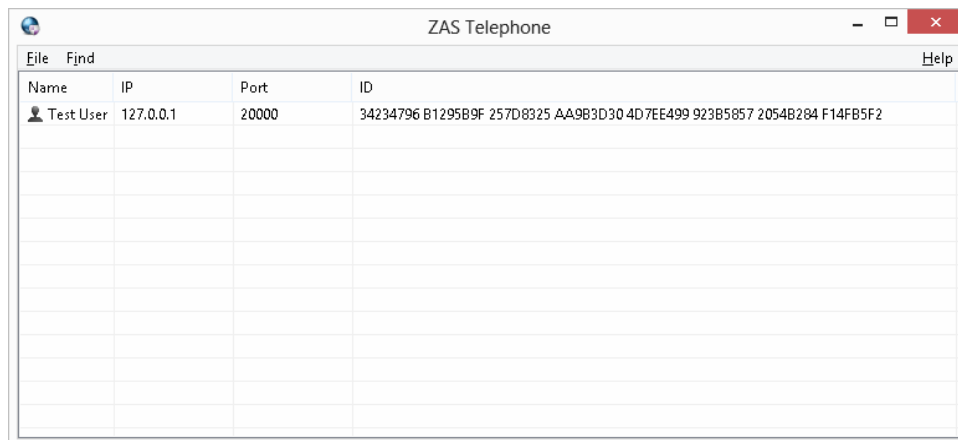 ZAS Telephone
File Find Help
Name IP Port ID
Test User 127.0.0.1 20000 34234796 B1295B9F 257D8325 AA9B3D30 4D7EE499 923B5857 2054B284 F14FB5F2